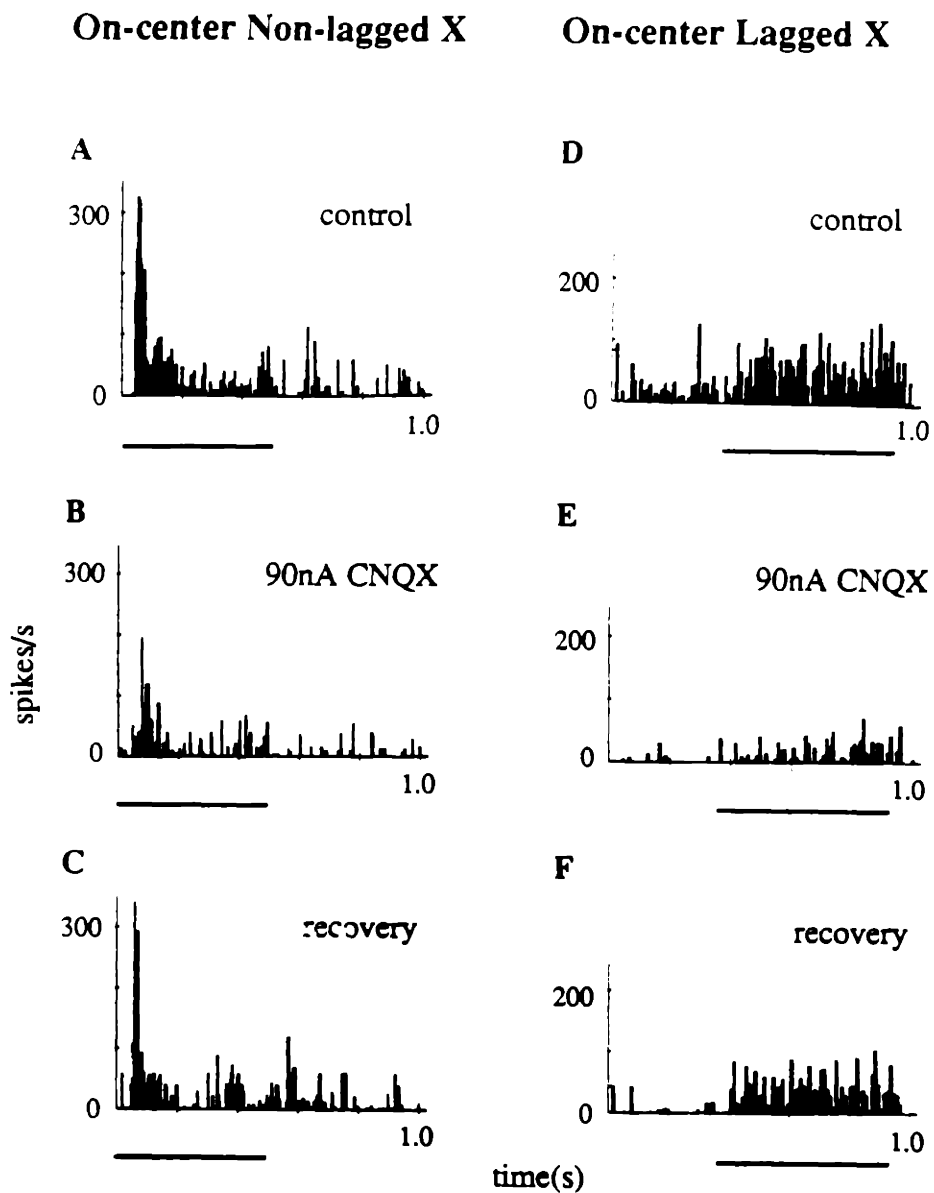 On-center Non-lagged X
On-center Lagged X
A
300
control
0
1.0
D
control
200
0
1.0
B
300
90nA CNQX
0
1.0
E
90nA CNQX
200
0
1.0
spikes/s
C
300
recovery
0
1.0
F
recovery
200
0
1.0
time(s)